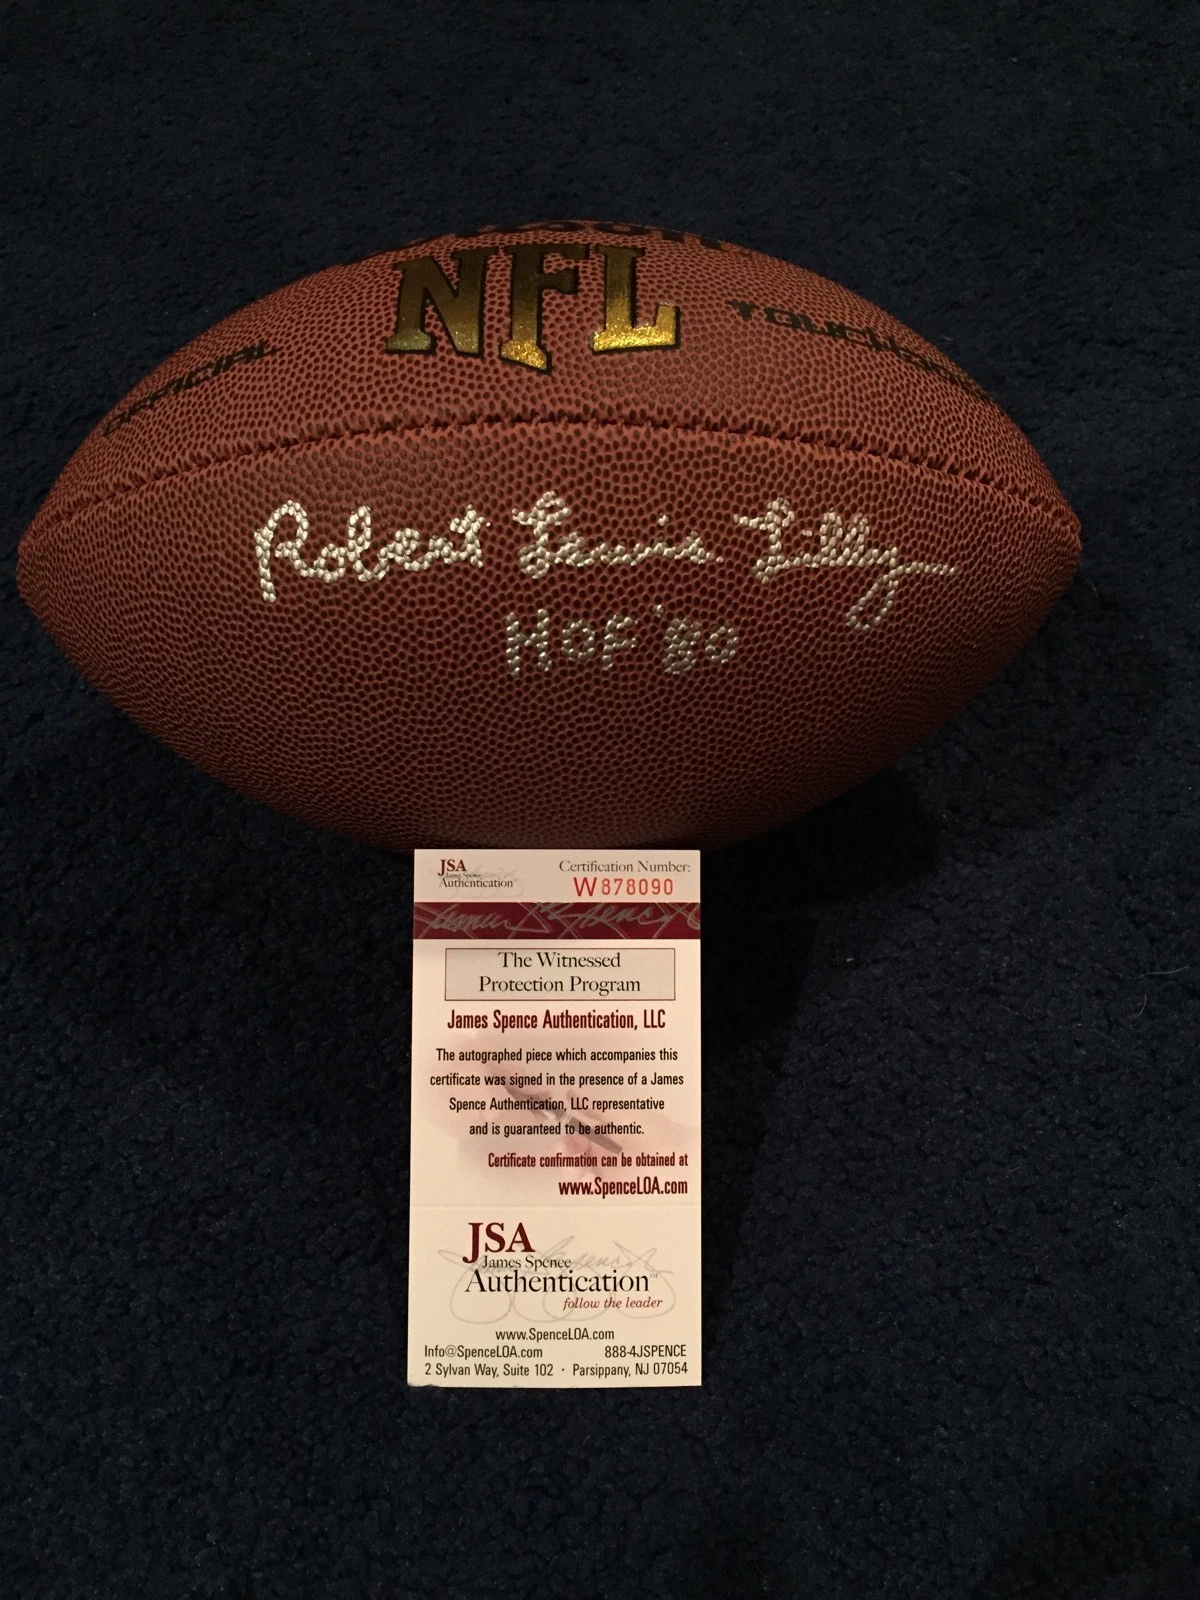 NFL
OFFICIAL
TOUCHDOWN
Robert Lewis Lilly
HOF '80
JSA
James Spence
Authentication
Certification Number:
W878090
The Witnessed
Protection Program
James Spence Authentication, LLC
The autographed piece which accompanies this
certificate was signed in the presence of a James
Spence Authentication, LLC representative
and is guaranteed to be authentic.
Certificate confirmation can be obtained at
www.SpenceLOA.com
JSA
James Spence
Authentication™
follow the leader
www.SpenceLOA.com
Info@SpenceLOA.com 888-4JSPENCE
2 Sylvan Way, Suite 102 · Parsippany, NJ 07054